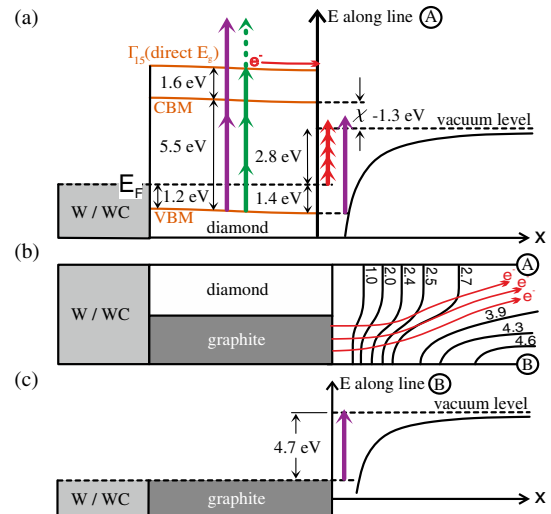 (a)
E along line A
Γ15(direct Eg)
e-
1.6 eV
CBM
χ -1.3 eV
vacuum level
5.5 eV
2.8 eV
EF
1.2 eV
1.4 eV
W / WC
VBM
diamond
x
(b)
A
diamond
1.0
2.0
2.4
2.5
2.7
e-
e-
e-
graphite
3.9
4.3
4.6
B
(c)
E along line B
vacuum level
4.7 eV
W / WC
graphite
x